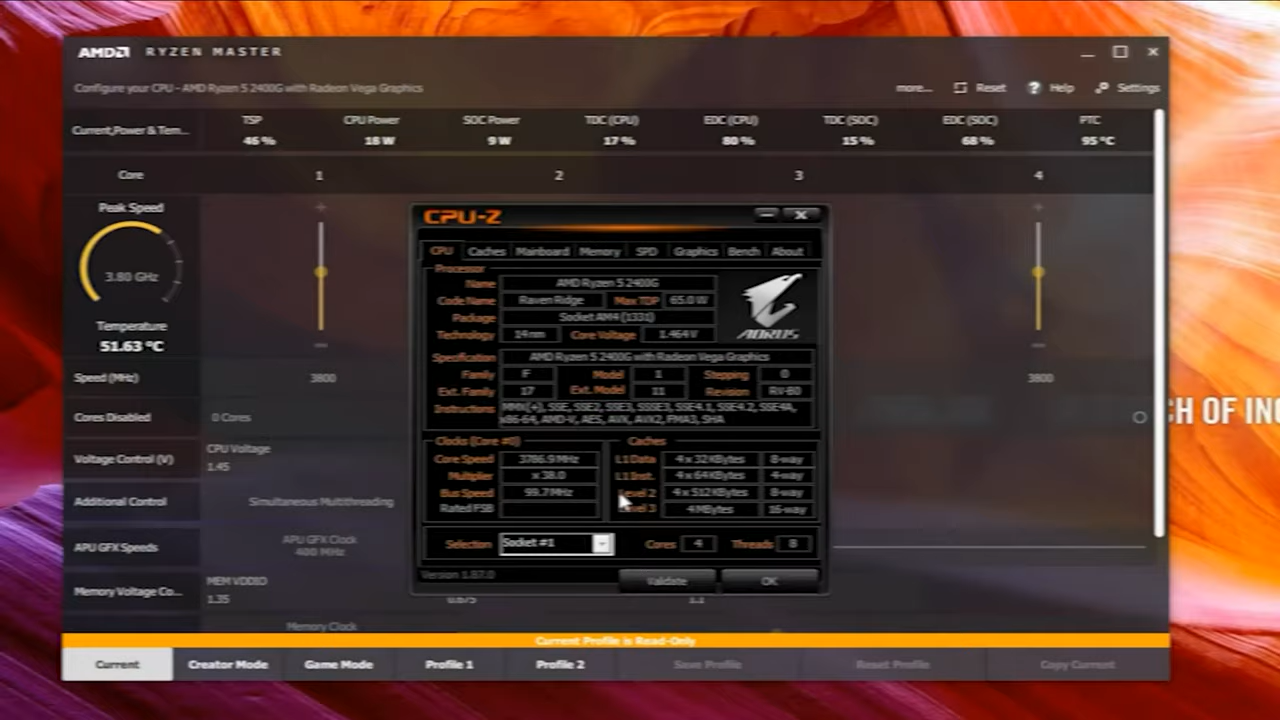 AMD RYZEN MASTER
Configure your CPU - AMD Ryzen 5 2400G with Radeon Vega Graphics
more... Reset ? Help Settings
Current,Power & Tem... TSP CPU Power SOC Power TDC (CPU) EDC (CPU) TDC (SOC) EDC (SOC) PTC
46 % 18 W 9 W 17 % 80 % 15 % 68 % 95 °C
Core 1 2 3 4
Peak Speed
3.80 GHz
Temperature
51.63 °C
Speed (MHz) 3800 3800
Cores Disabled 0 Cores
CPU Voltage
Voltage Control (V) 1.45
Additional Control Simultaneous Multithreading
APU GFX Speeds APU GFX Clock
400 MHz
MEM VDDIO
Memory Voltage Co... 1.35 0.675 1.1
Memory Clock
Current Profile is Read-Only
Current Creator Mode Game Mode Profile 1 Profile 2 Save Profile Reset Profile Copy Current
CPU-Z
CPU Caches Mainboard Memory SPD Graphics Bench About
Processor
Name AMD Ryzen 5 2400G
Code Name Raven Ridge Max TDP 65.0 W
Package Socket AM4 (1331)
Technology 14 nm Core Voltage 1.464 V
AORUS
Specification AMD Ryzen 5 2400G with Radeon Vega Graphics
Family F Model 1 Stepping 0
Ext. Family 17 Ext. Model 11 Revision RV-B0
Instructions MMX(+), SSE, SSE2, SSE3, SSSE3, SSE4.1, SSE4.2, SSE4A,
x86-64, AMD-V, AES, AVX, AVX2, FMA3, SHA
Clocks (Core #0) Caches
Core Speed 3786.9 MHz L1 Data 4 x 32 KBytes 8-way
Multiplier x 38.0 L1 Inst. 4 x 64 KBytes 4-way
Bus Speed 99.7 MHz Level 2 4 x 512 KBytes 8-way
Rated FSB Level 3 4 MBytes 16-way
Selection Socket #1 Cores 4 Threads 8
Version 1.87.0 Validate OK
CH OF INC